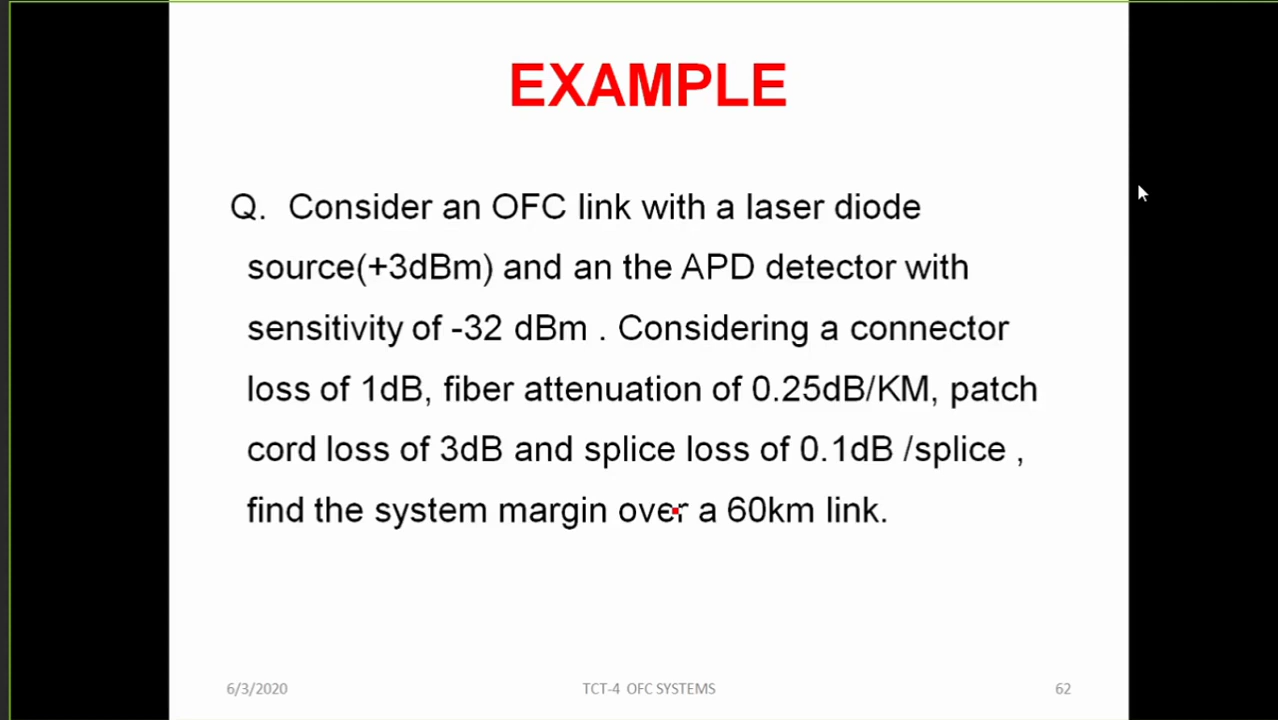 EXAMPLE
Q. Consider an OFC link with a laser diode
source(+3dBm) and an the APD detector with
sensitivity of -32 dBm . Considering a connector
loss of 1dB, fiber attenuation of 0.25dB/KM, patch
cord loss of 3dB and splice loss of 0.1dB /splice ,
find the system margin over a 60km link.
6/3/2020 TCT-4 OFC SYSTEMS 62